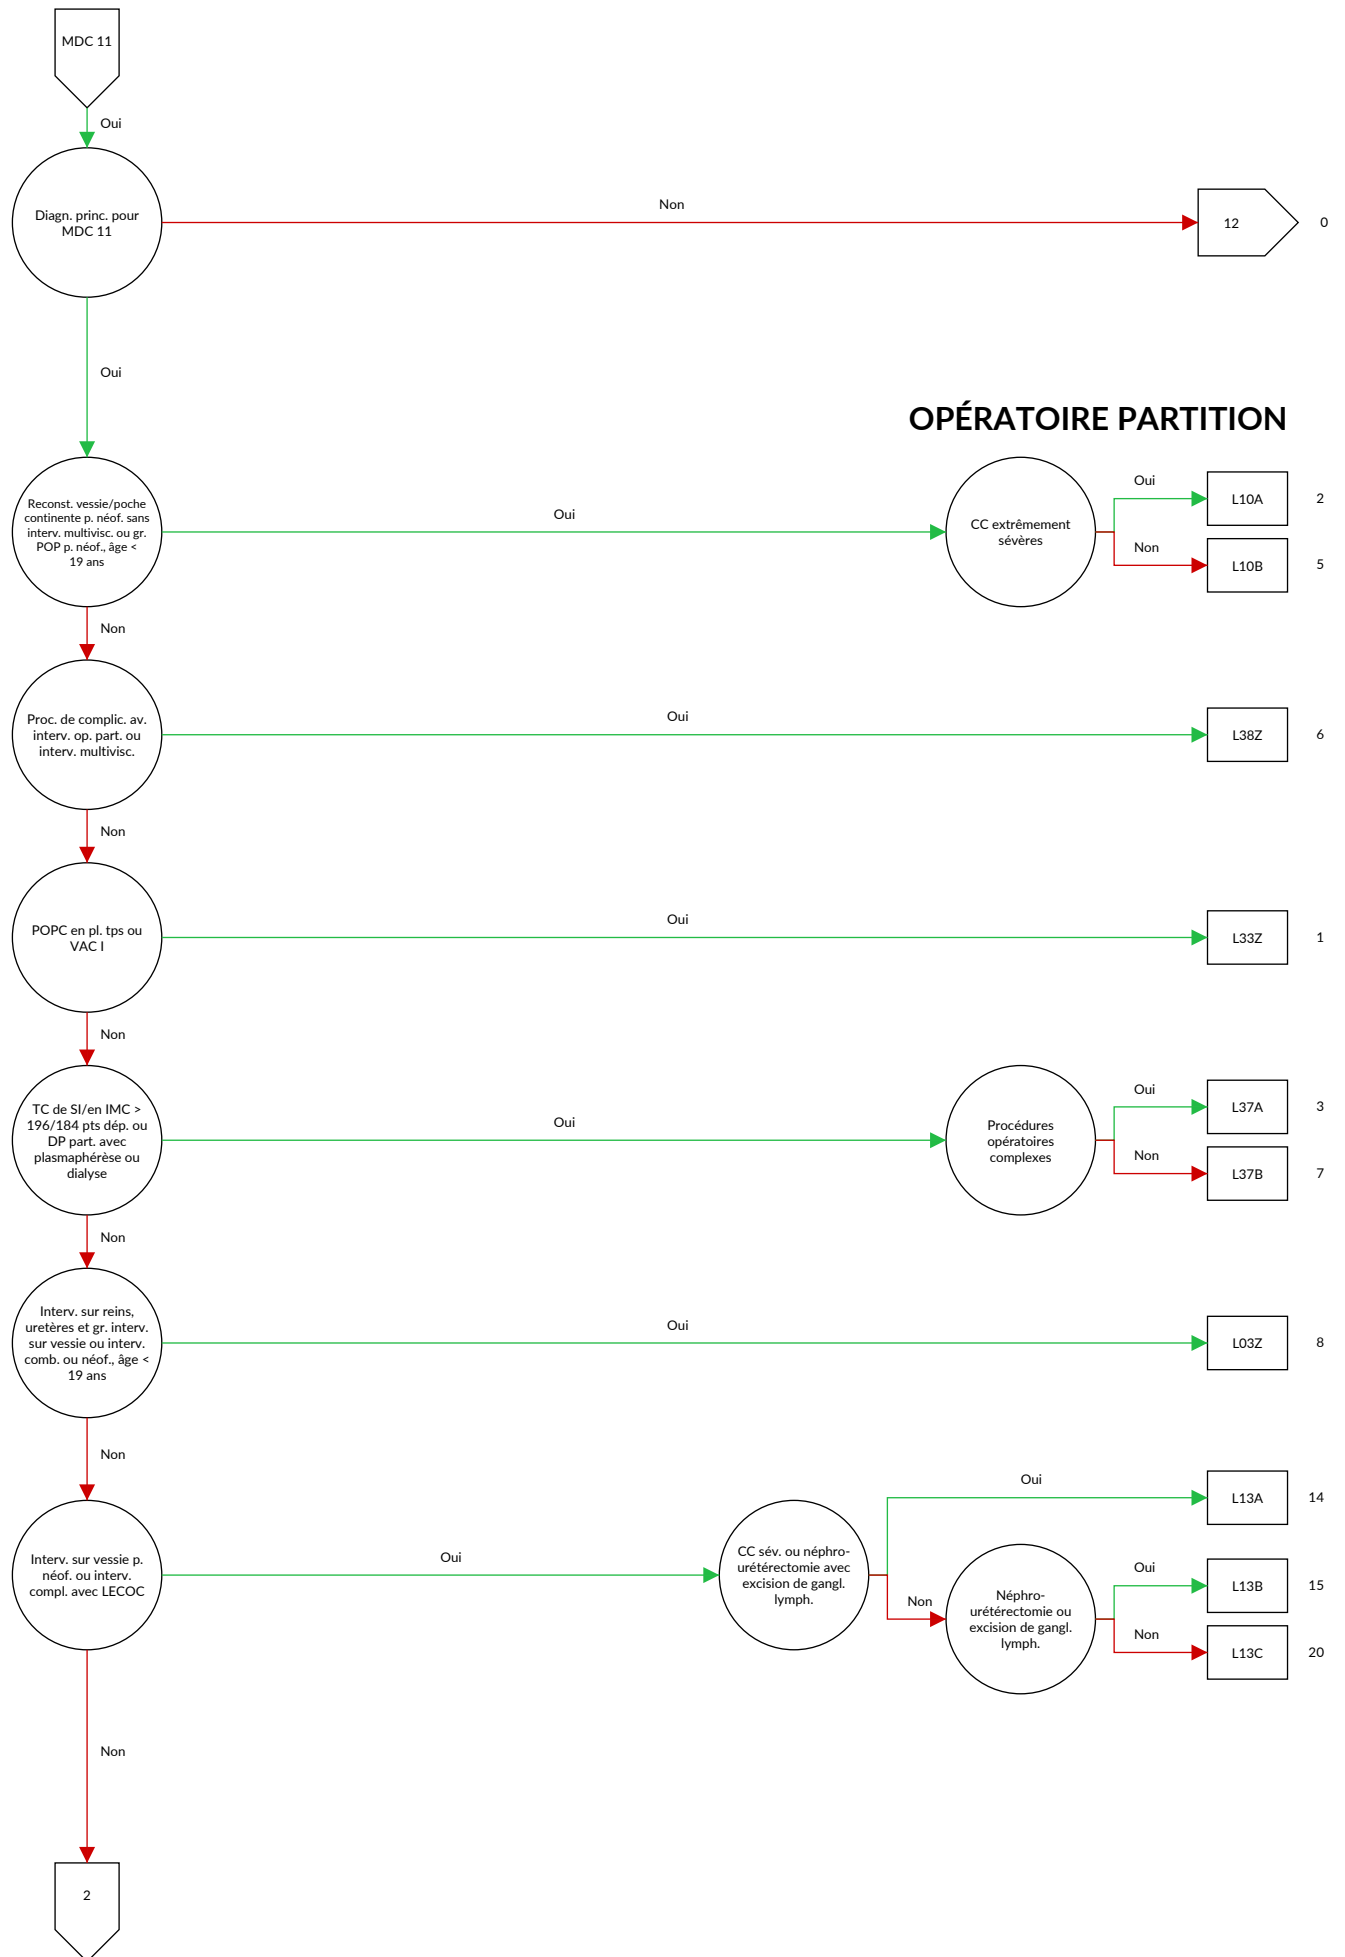 MDC 11
Oui
Diagn. princ. pour
MDC 11
Non
12
0
Oui
OPÉRATOIRE PARTITION
Reconst. vessie/poche
continente p. néof. sans
interv. multivisc. ou gr.
POP p. néof., âge <
19 ans
Oui
CC extrêmement
sévères
Oui
L10A
2
Non
L10B
5
Non
Proc. de complic. av.
interv. op. part. ou
interv. multivisc.
Oui
L38Z
6
Non
POPC en pl. tps ou
VAC I
Oui
L33Z
1
Non
TC de SI/en IMC >
196/184 pts dép. ou
DP part. avec
plasmaphérèse ou
dialyse
Oui
Procédures
opératoires
complexes
Oui
L37A
3
Non
L37B
7
Non
Interv. sur reins,
uretères et gr. interv.
sur vessie ou interv.
comb. ou néof., âge <
19 ans
Oui
L03Z
8
Non
Interv. sur vessie p.
néof. ou interv.
compl. avec LECOC
Oui
CC sév. ou néphro-
urétérectomie avec
excision de gangl.
lymph.
Oui
L13A
14
Non
Néphro-
urétérectomie ou
excision de gangl.
lymph.
Oui
L13B
15
Non
L13C
20
Non
2